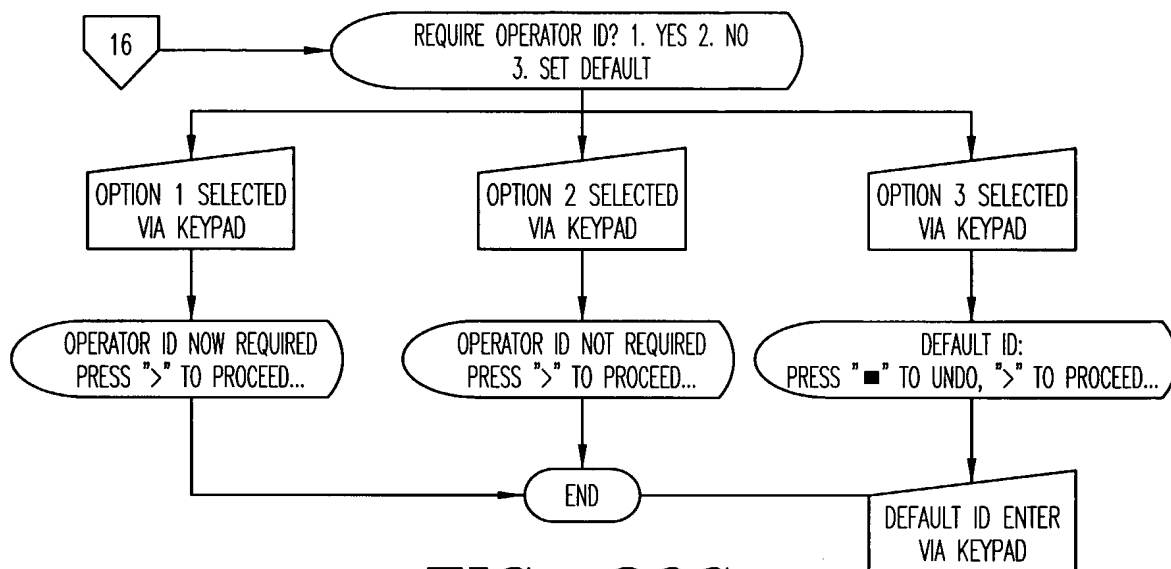 16
REQUIRE OPERATOR ID? 1. YES 2. NO
3. SET DEFAULT
OPTION 1 SELECTED
VIA KEYPAD
OPTION 2 SELECTED
VIA KEYPAD
OPTION 3 SELECTED
VIA KEYPAD
OPERATOR ID NOW REQUIRED
PRESS ">" TO PROCEED...
OPERATOR ID NOT REQUIRED
PRESS ">" TO PROCEED...
DEFAULT ID:
PRESS "■" TO UNDO, ">" TO PROCEED...
END
DEFAULT ID ENTER
VIA KEYPAD